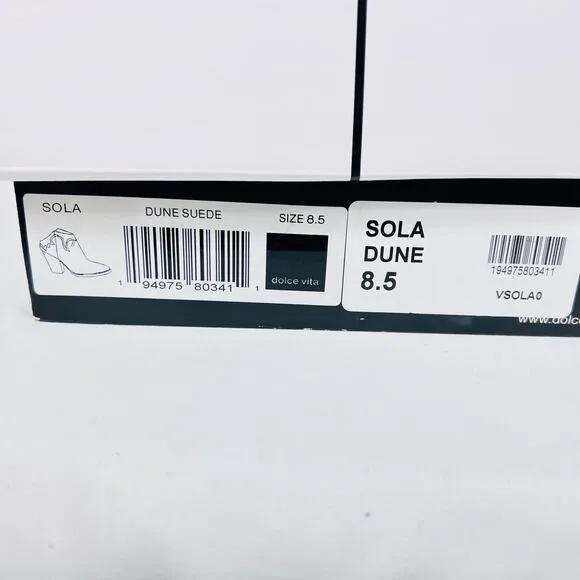 SOLA DUNE SUEDE SIZE 8.5
dolce vita
1 94975 80341 1
SOLA
DUNE
8.5
194975803411
VSOLA0
www.dolc